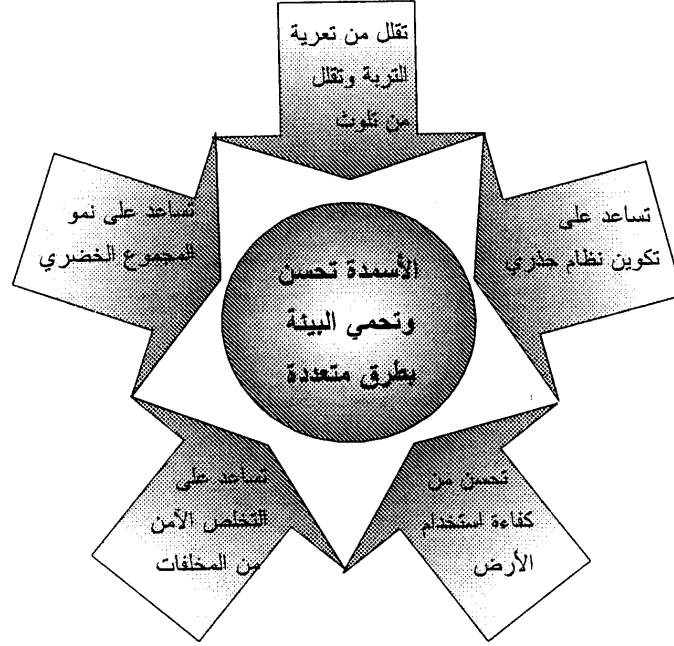 تقلل من تعرية
التربة وتقلل
من تلوث
تساعد على
تكوين نظام جذري
تساعد على نمو
المجموع الخضري
الأسمدة تحسن
وتحمي البيئة
بطرق متعددة
تحسن من
كفاءة استخدام
الأرض
تساعد على
التخلص الآمن
من المخلفات